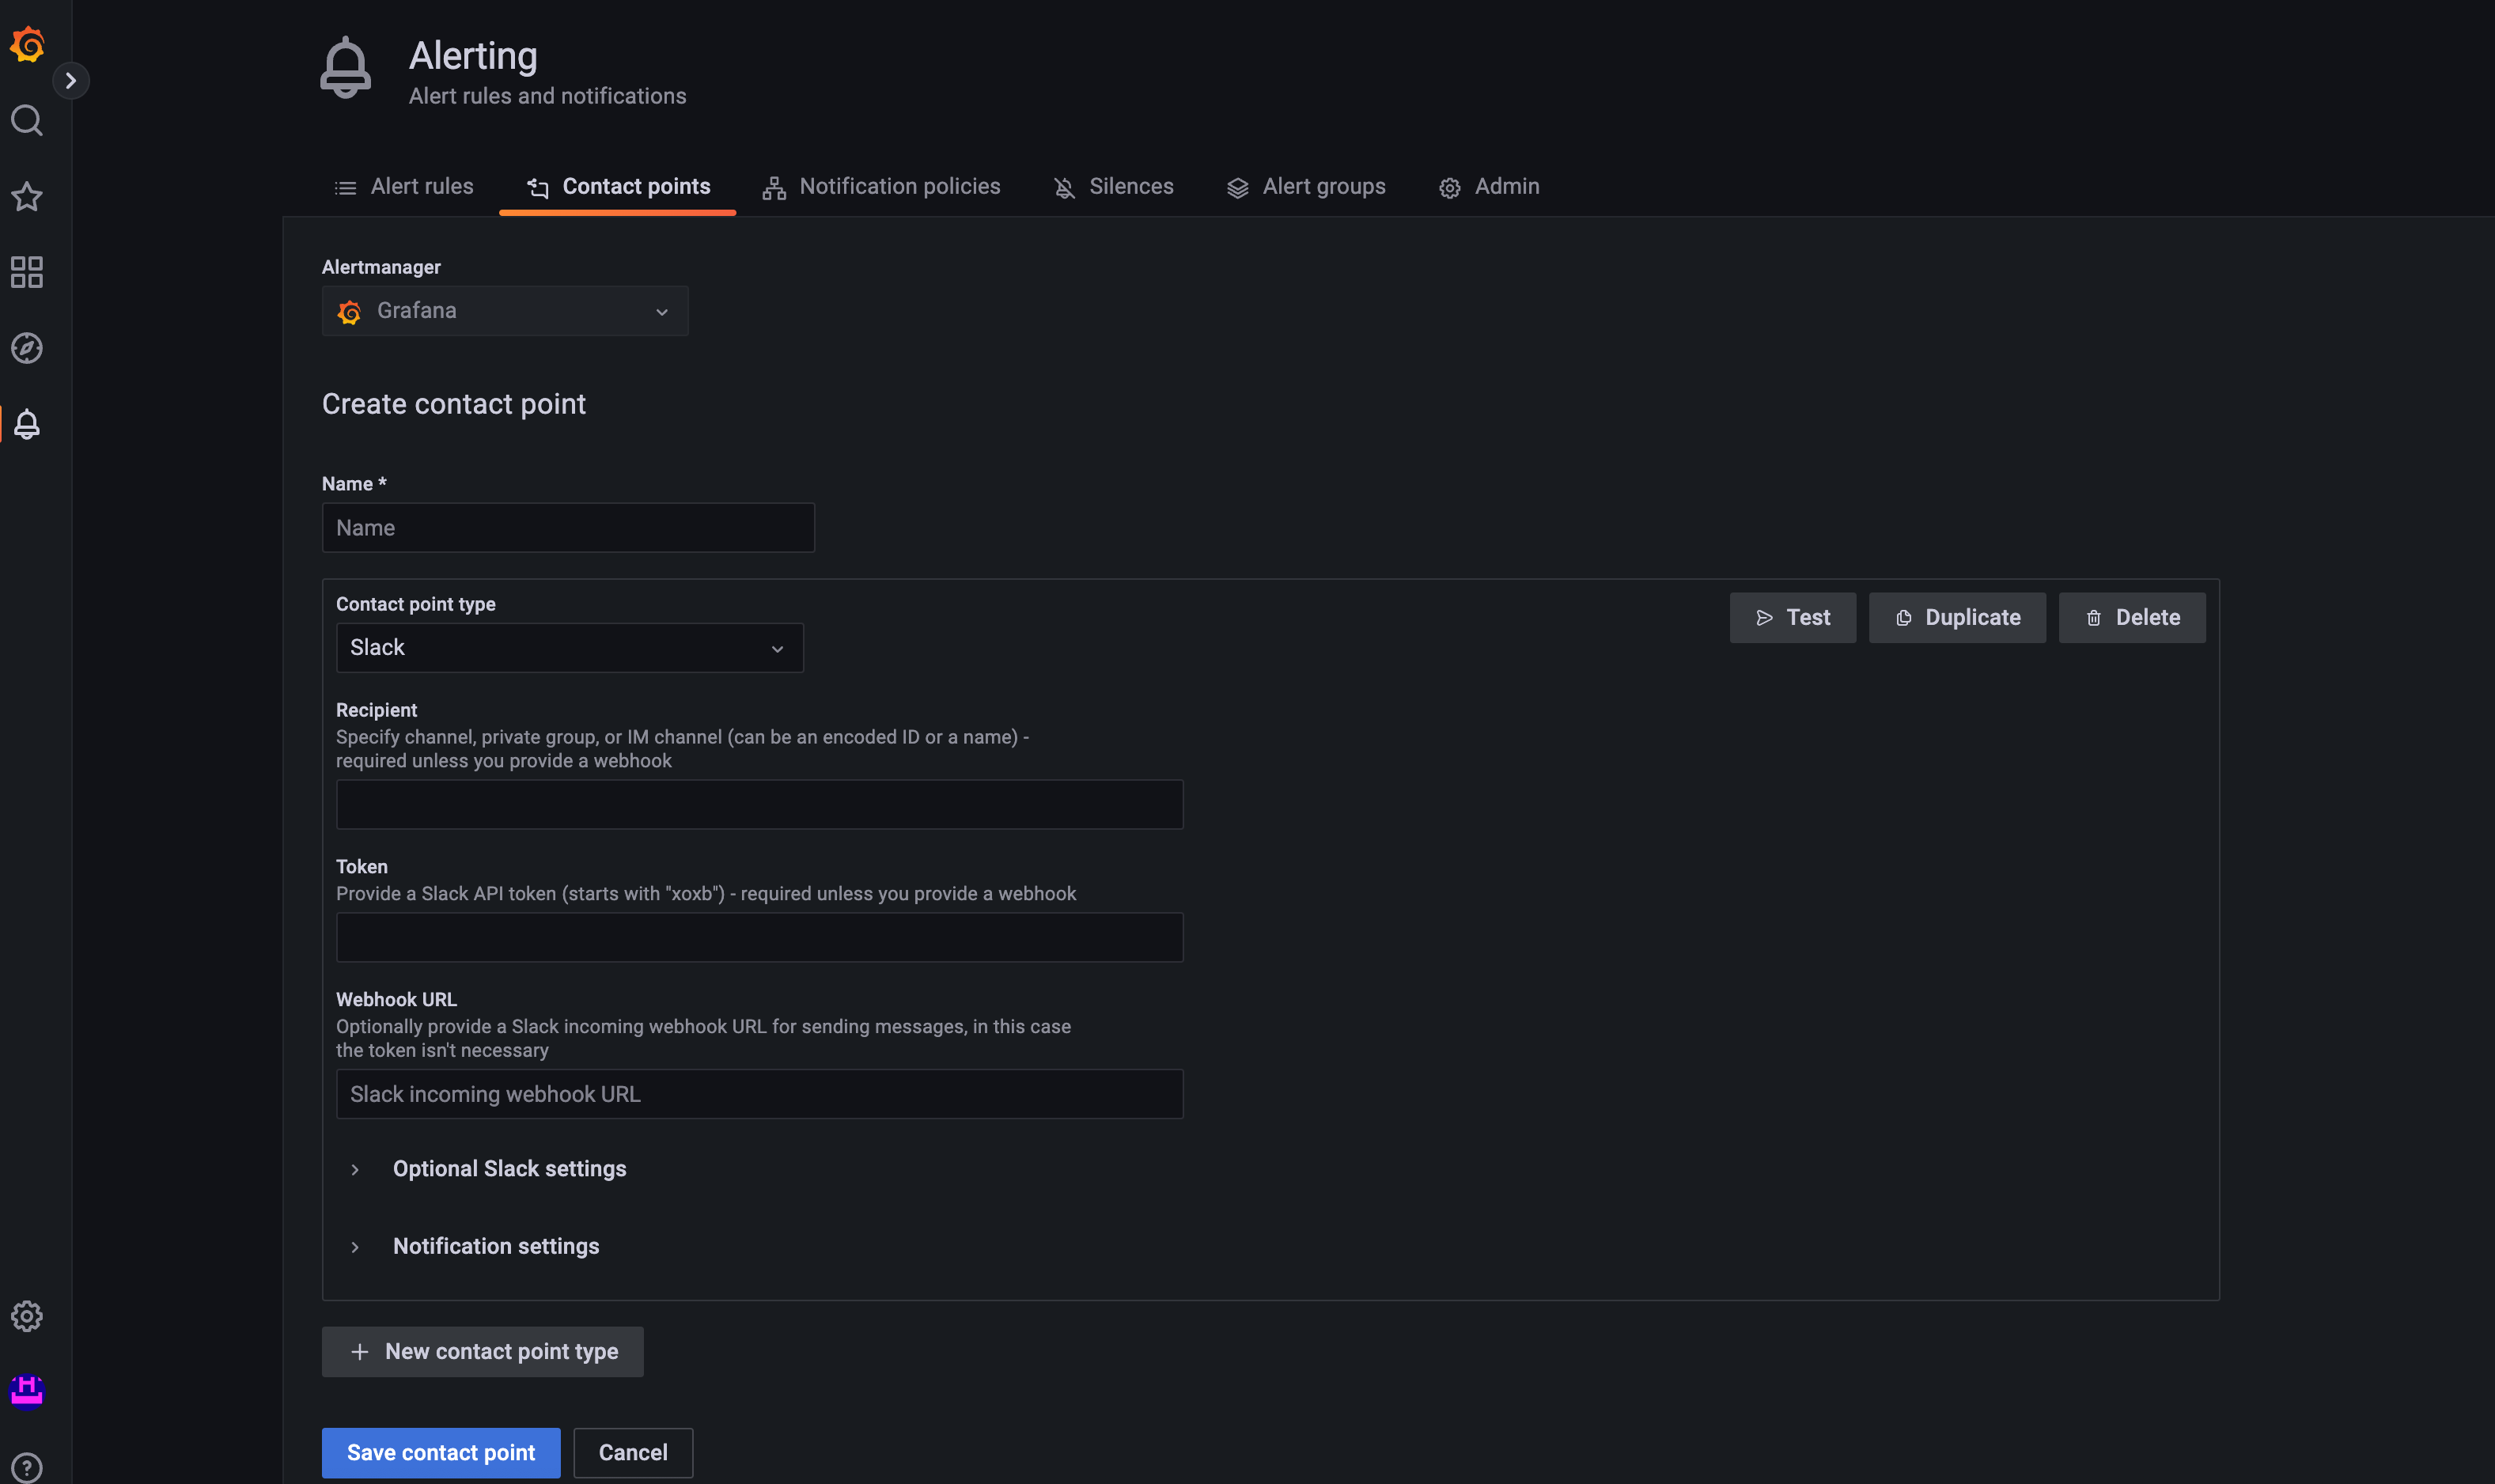 Alerting
Alert rules and notifications
Alert rules
Contact points
Notification policies
Silences
Alert groups
Admin
Alertmanager
Grafana
Create contact point
Name *
Name
Contact point type
Slack
Test
Duplicate
Delete
Recipient
Specify channel, private group, or IM channel (can be an encoded ID or a name) -
required unless you provide a webhook
Token
Provide a Slack API token (starts with "xoxb") - required unless you provide a webhook
Webhook URL
Optionally provide a Slack incoming webhook URL for sending messages, in this case
the token isn't necessary
Slack incoming webhook URL
Optional Slack settings
Notification settings
New contact point type
Save contact point
Cancel